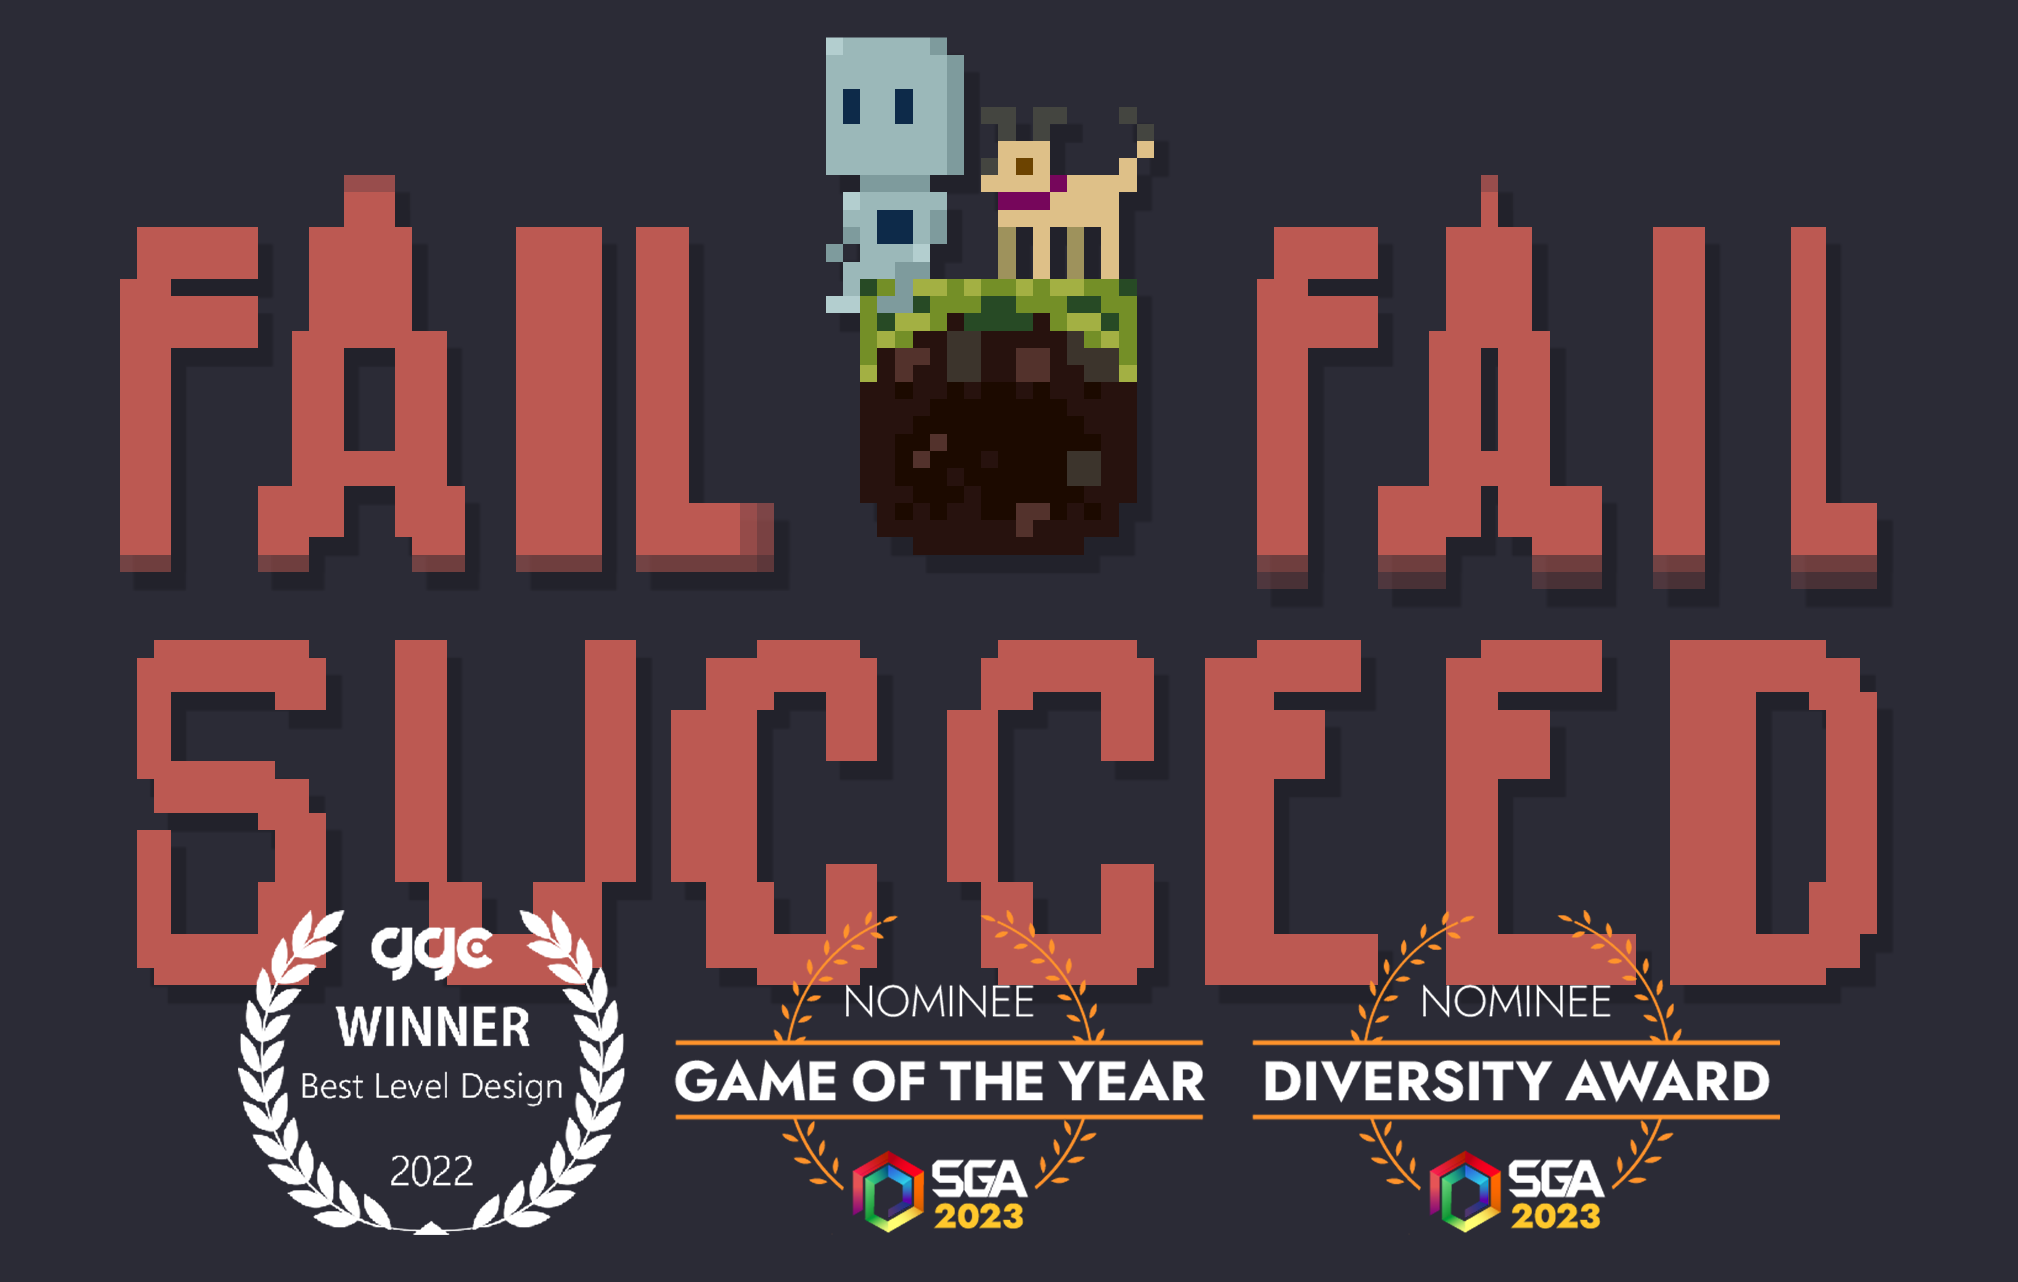 FAIL FAIL
SUCCEED
ggc
WINNER
Best Level Design
2022
NOMINEE
GAME OF THE YEAR
SGA
2023
NOMINEE
DIVERSITY AWARD
SGA
2023